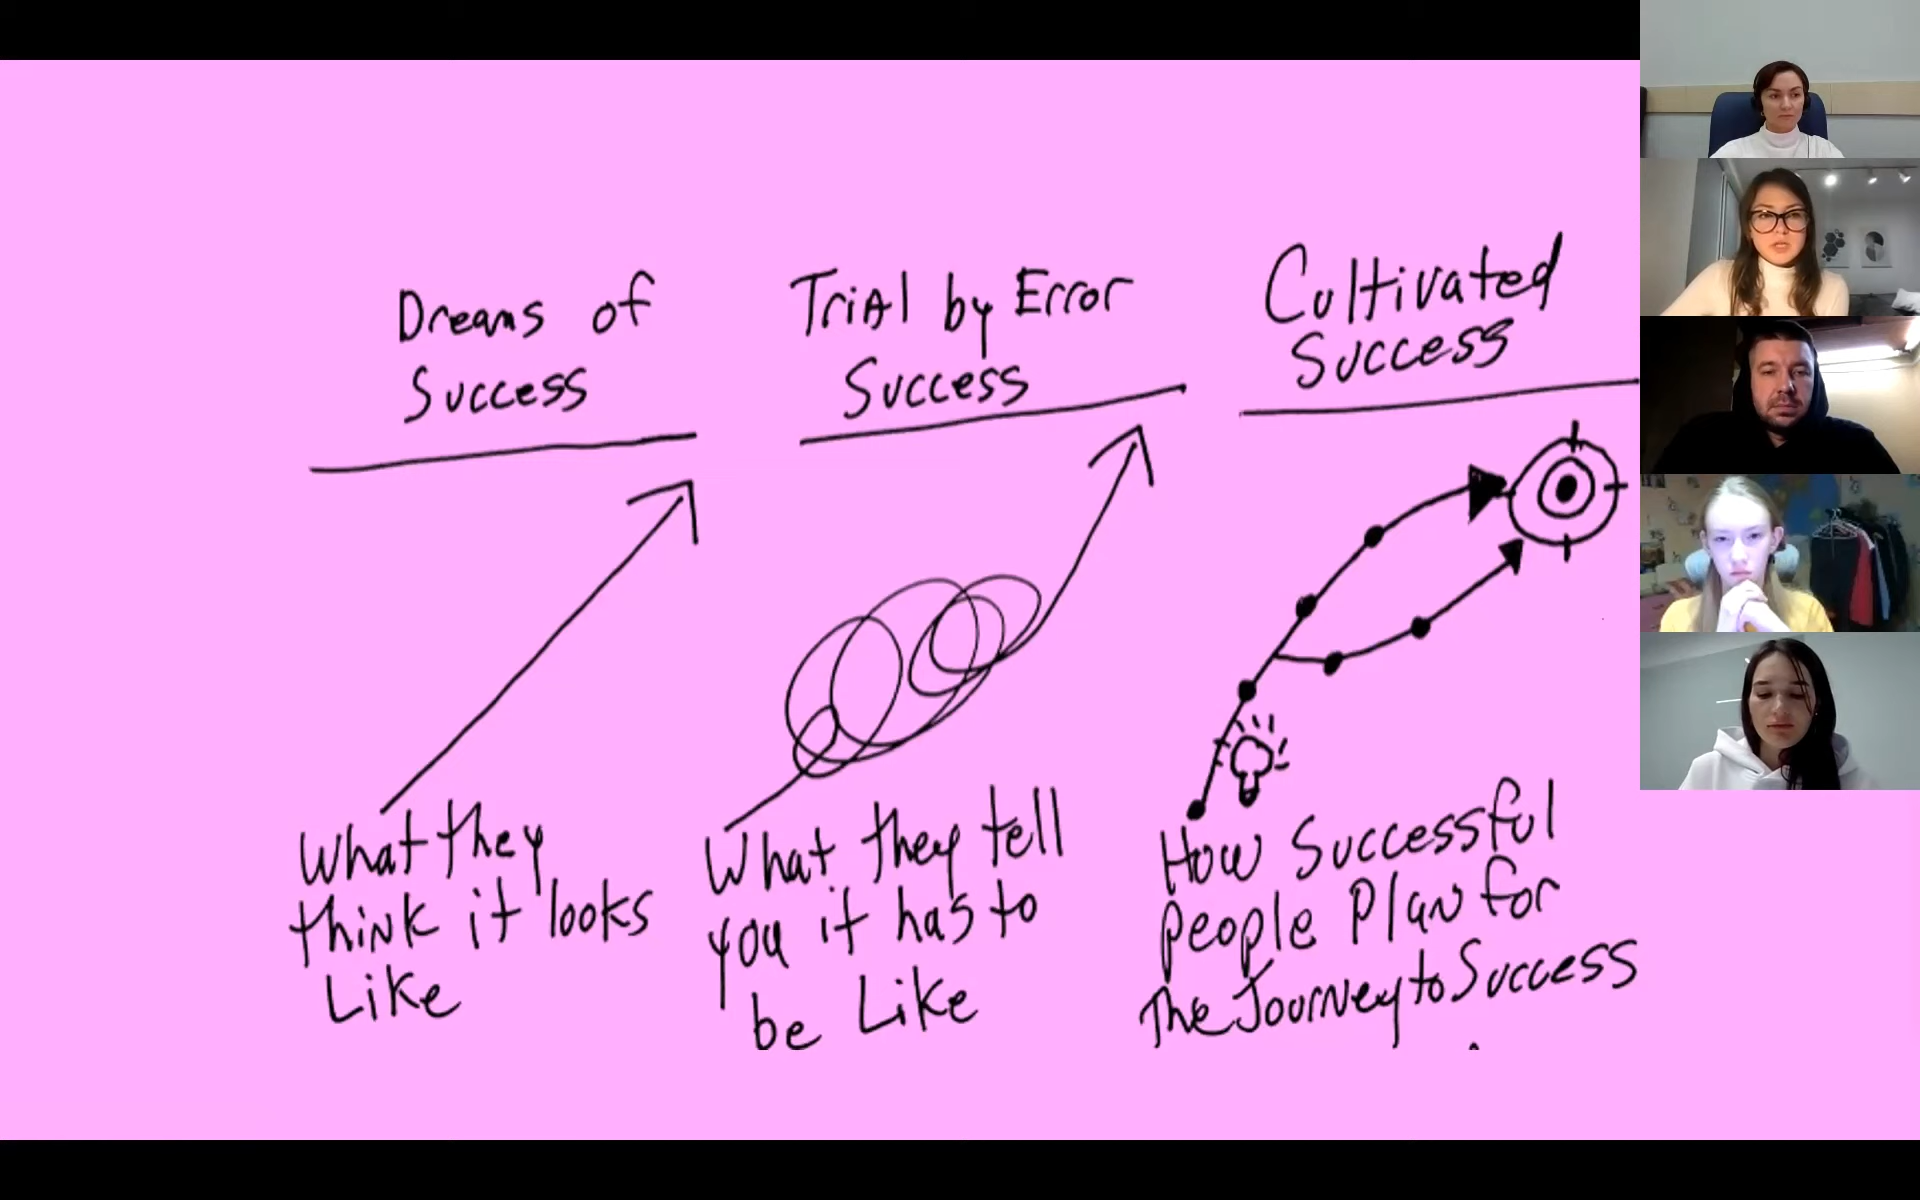 Dreams of
Success
What they
think it looks
Like
Trial by Error
Success
What they tell
you it has to
be Like
Cultivated
Success
How Successful
People Plan for
The Journey to Success